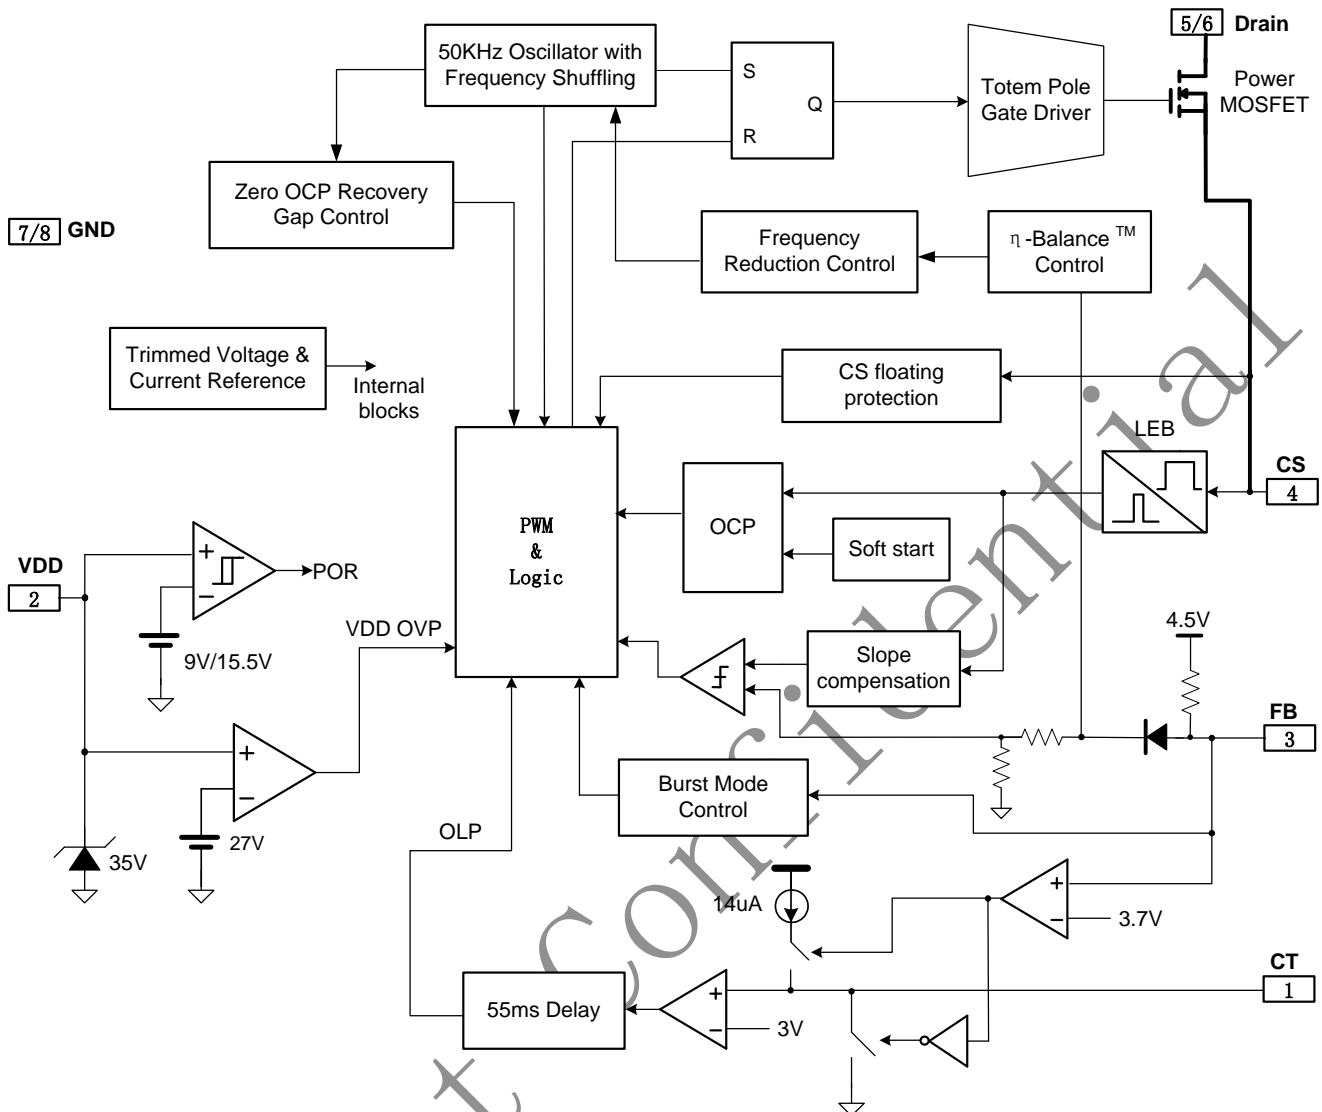 5/6 Drain
50KHz Oscillator with
Frequency Shuffling
S
Q
R
Totem Pole
Gate Driver
Power
MOSFET
Zero OCP Recovery
Gap Control
7/8 GND
Frequency
Reduction Control
η-Balance TM
Control
Trimmed Voltage &
Current Reference
Internal
blocks
CS floating
protection
LEB
CS
4
PWM
&
Logic
OCP
Soft start
VDD
2
+
−
POR
9V/15.5V
VDD OVP
Slope
compensation
4.5V
FB
3
+
−
27V
35V
Burst Mode
Control
OLP
14uA
+
−
3.7V
CT
1
55ms Delay
+
−
3V
t Confidential